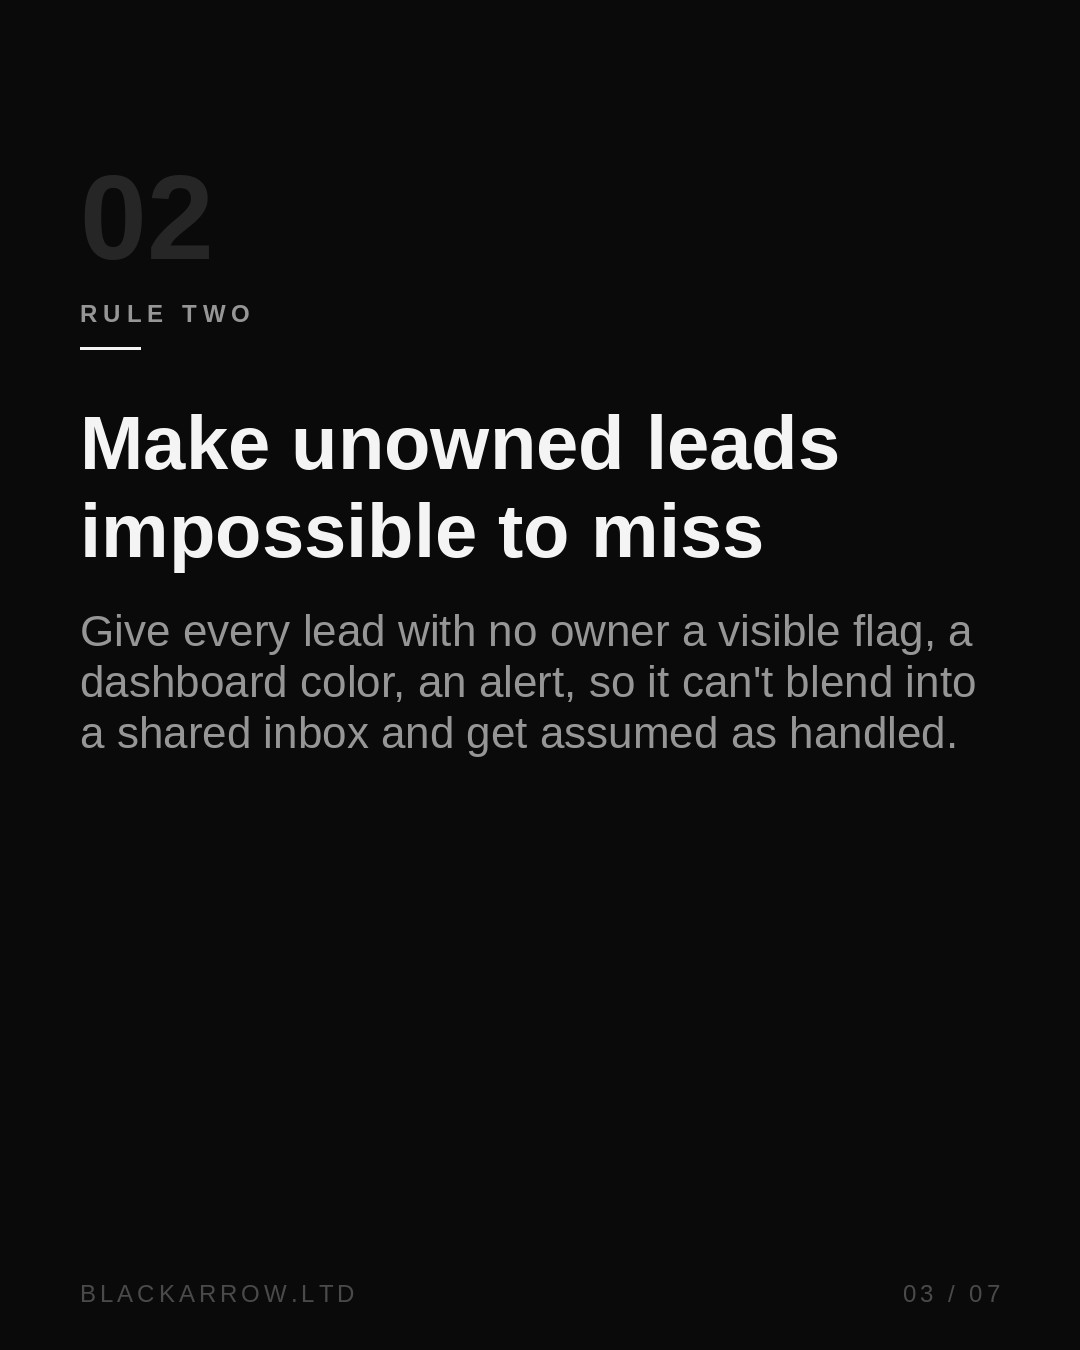 02
RULE TWO
Make unowned leads
impossible to miss
Give every lead with no owner a visible flag, a
dashboard color, an alert, so it can't blend into
a shared inbox and get assumed as handled.
BLACKARROW.LTD
03 / 07